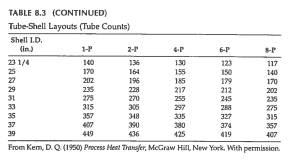 TABLE 8.3 (CONTINUED)
Tube-Shell Layouts (Tube Counts)
Shell I.D.
(in.) 1-P 2-P 4-P 6-P 8-P
23 1/4 140 136 130 123 117
25 170 164 155 150 140
27 202 196 185 179 170
29 235 228 217 212 202
31 275 270 255 245 235
33 315 305 297 288 275
35 357 348 335 327 315
37 407 390 380 374 357
39 449 436 425 419 407
From Kern, D. Q. (1950) Process Heat Transfer, McGraw Hill, New York. With permission.